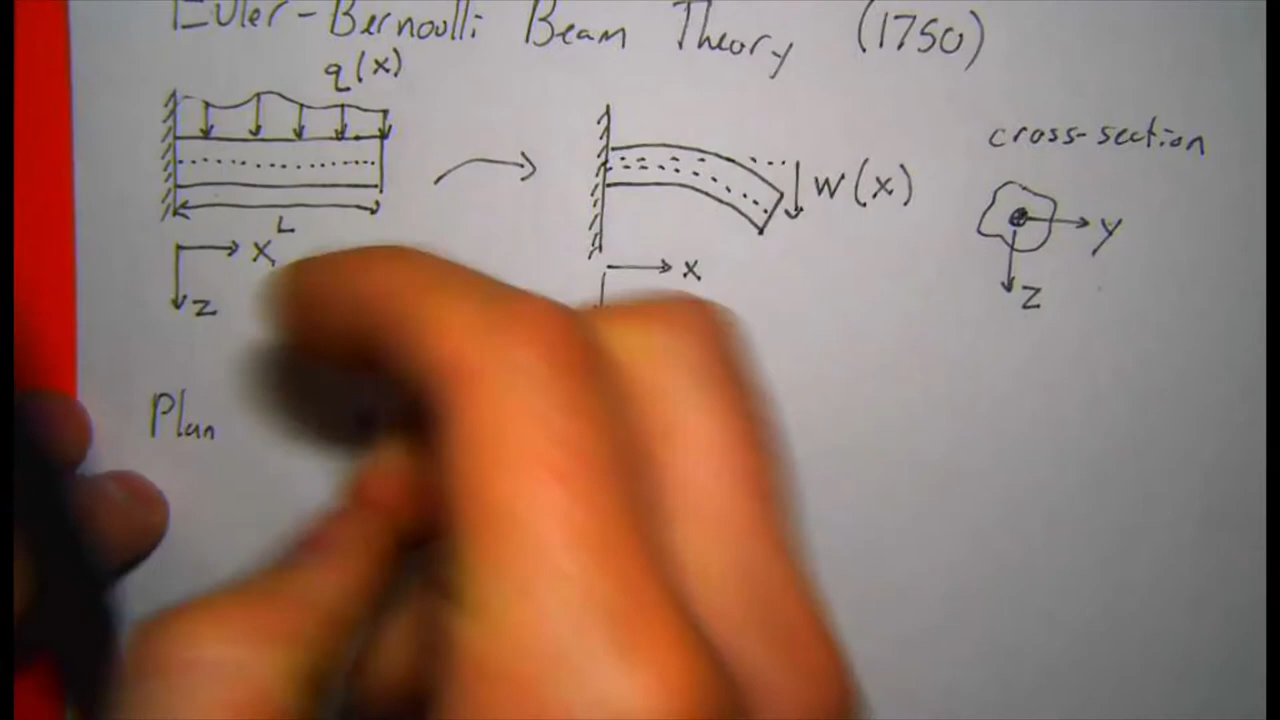 Euler-Bernoulli Beam Theory (1750)
q(x)
cross-section
w(x)
y
L
x
x
z
z
Plan